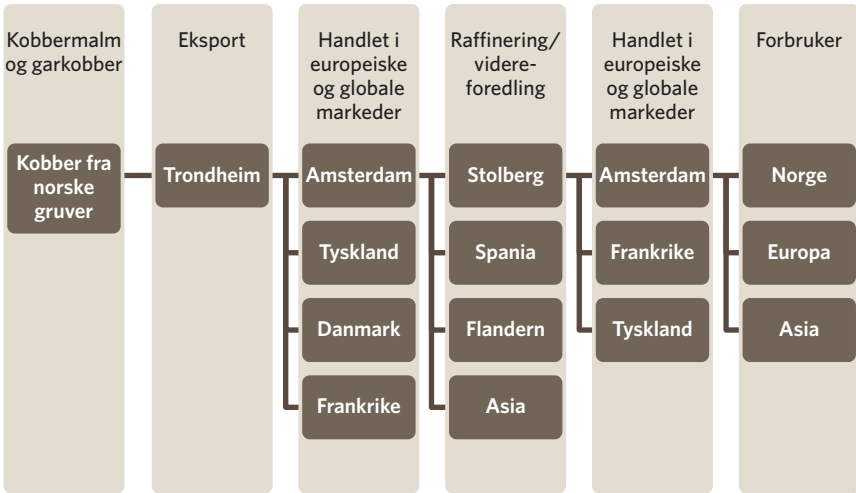 Kobbermalm
og garkobber
Eksport
Handlet i
europeiske
og globale
markeder
Raffinering/
videre-
foredling
Handlet i
europeiske
og globale
markeder
Forbruker
Kobber fra
norske
gruver
Trondheim
Amsterdam
Tyskland
Danmark
Frankrike
Stolberg
Spania
Flandern
Asia
Amsterdam
Frankrike
Tyskland
Norge
Europa
Asia